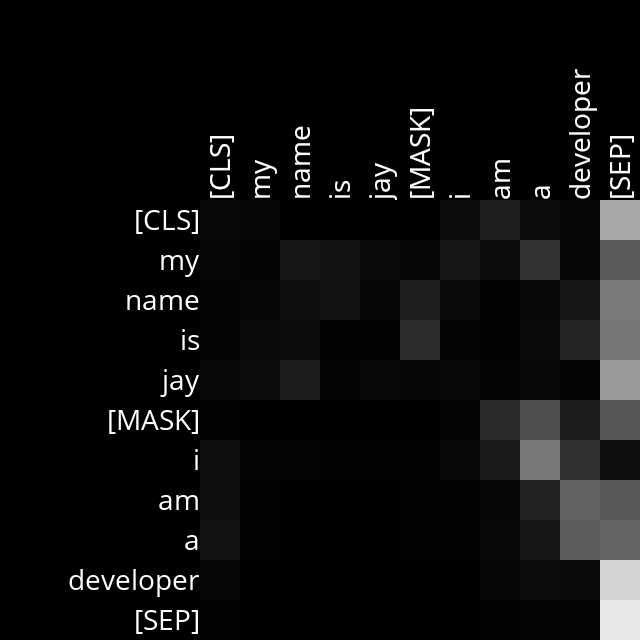 [CLS] my name is jay [MASK] i am a developer [SEP]
[CLS]
my
name
is
jay
[MASK]
i
am
a
developer
[SEP]